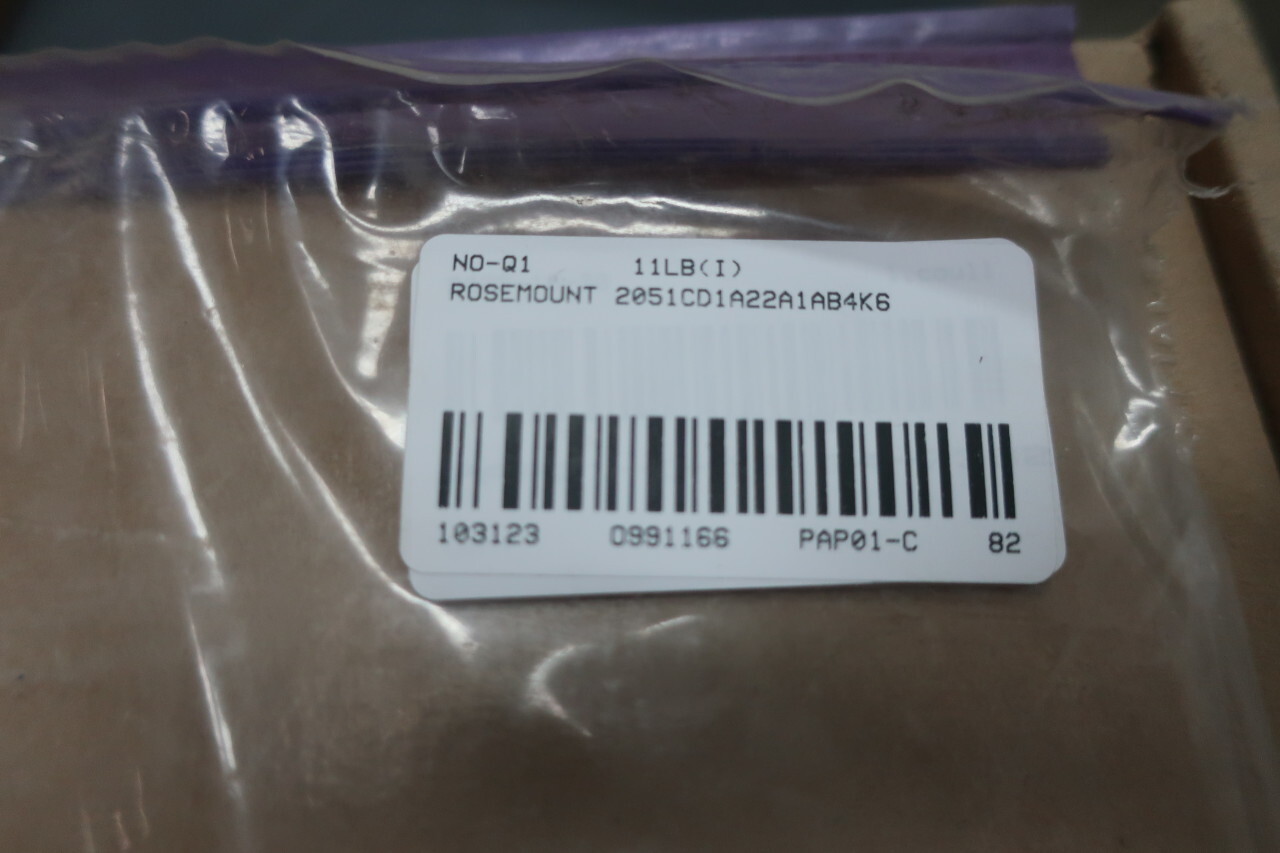 NO-Q1 11LB(I)
ROSEMOUNT 2051CD1A22A1AB4K6
103123 0991166 PAP01-C 82